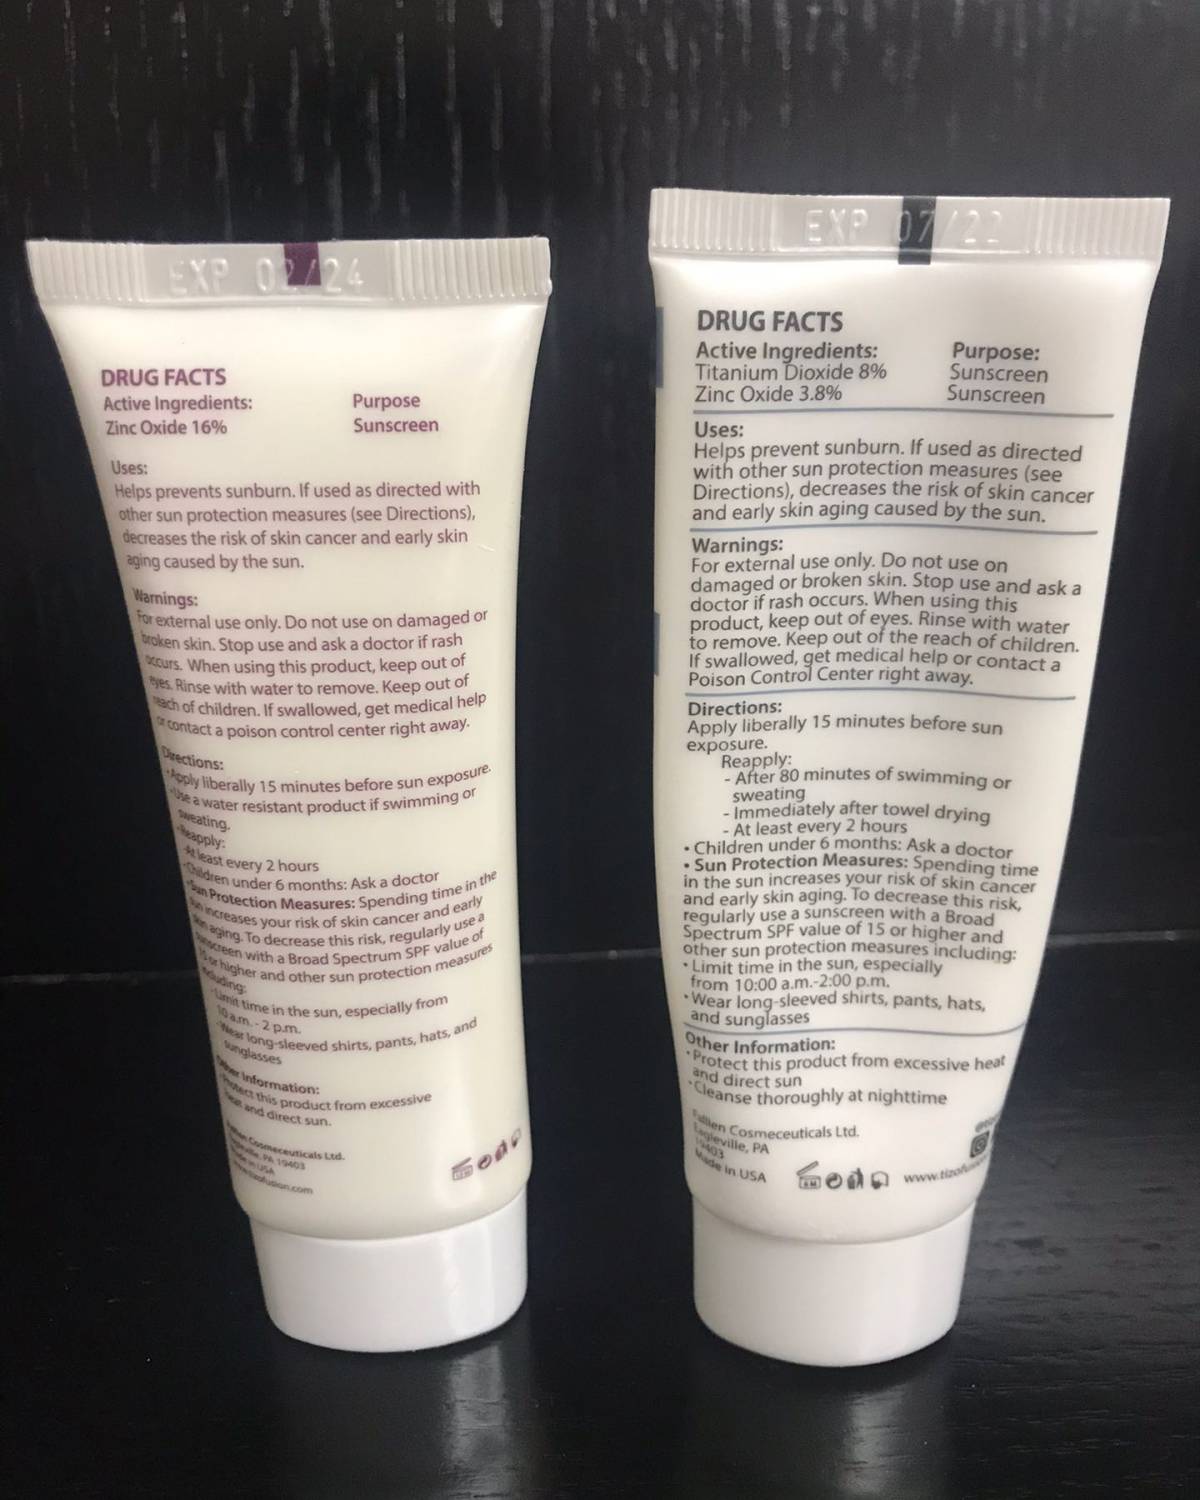 EXP 02/24
DRUG FACTS
Active Ingredients: Purpose
Zinc Oxide 16% Sunscreen
Uses:
Helps prevents sunburn. If used as directed with
other sun protection measures (see Directions),
decreases the risk of skin cancer and early skin
aging caused by the sun.
Warnings:
For external use only. Do not use on damaged or
broken skin. Stop use and ask a doctor if rash
occurs. When using this product, keep out of
eyes. Rinse with water to remove. Keep out of
reach of children. If swallowed, get medical help
or contact a poison control center right away.
Directions:
•Apply liberally 15 minutes before sun exposure.
•Use a water resistant product if swimming or
sweating.
•Reapply:
•At least every 2 hours
•Children under 6 months: Ask a doctor
•Sun Protection Measures: Spending time in the
sun increases your risk of skin cancer and early
skin aging. To decrease this risk, regularly use a
sunscreen with a Broad Spectrum SPF value of
15 or higher and other sun protection measures
including:
•Limit time in the sun, especially from
10 a.m. - 2 p.m.
•Wear long-sleeved shirts, pants, hats, and
sunglasses
Other Information:
•Protect this product from excessive
heat and direct sun.
Fallien Cosmeceuticals Ltd.
Eagleville, PA 19403
Made in USA
www.tizofusion.com
EXP 07/22
DRUG FACTS
Active Ingredients: Purpose:
Titanium Dioxide 8% Sunscreen
Zinc Oxide 3.8% Sunscreen
Uses:
Helps prevent sunburn. If used as directed
with other sun protection measures (see
Directions), decreases the risk of skin cancer
and early skin aging caused by the sun.
Warnings:
For external use only. Do not use on
damaged or broken skin. Stop use and ask a
doctor if rash occurs. When using this
product, keep out of eyes. Rinse with water
to remove. Keep out of the reach of children.
If swallowed, get medical help or contact a
Poison Control Center right away.
Directions:
Apply liberally 15 minutes before sun
exposure.
Reapply:
- After 80 minutes of swimming or
sweating
- Immediately after towel drying
- At least every 2 hours
• Children under 6 months: Ask a doctor
• Sun Protection Measures: Spending time
in the sun increases your risk of skin cancer
and early skin aging. To decrease this risk,
regularly use a sunscreen with a Broad
Spectrum SPF value of 15 or higher and
other sun protection measures including:
• Limit time in the sun, especially
from 10:00 a.m.-2:00 p.m.
• Wear long-sleeved shirts, pants, hats,
and sunglasses
Other Information:
• Protect this product from excessive heat
and direct sun
• Cleanse thoroughly at nighttime
Fallien Cosmeceuticals Ltd.
Eagleville, PA
19403
Made in USA
www.tizofus